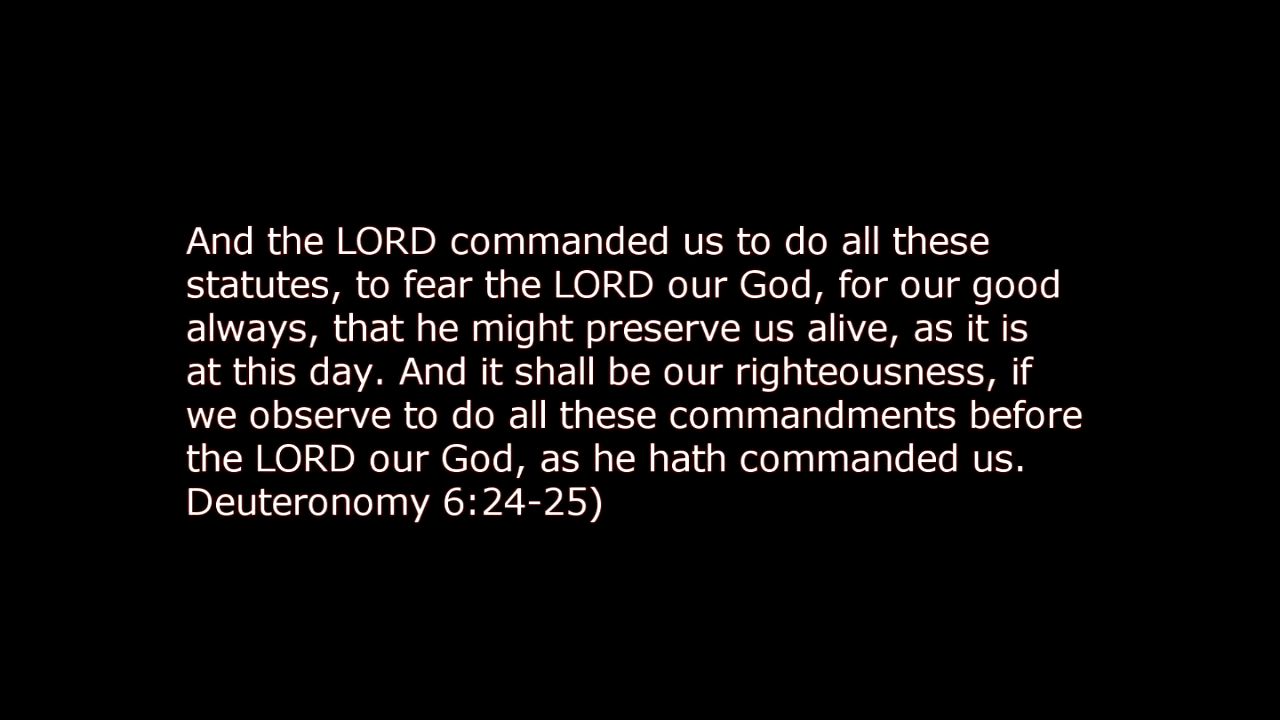 And the LORD commanded us to do all these
statutes, to fear the LORD our God, for our good
always, that he might preserve us alive, as it is
at this day. And it shall be our righteousness, if
we observe to do all these commandments before
the LORD our God, as he hath commanded us.
Deuteronomy 6:24-25)